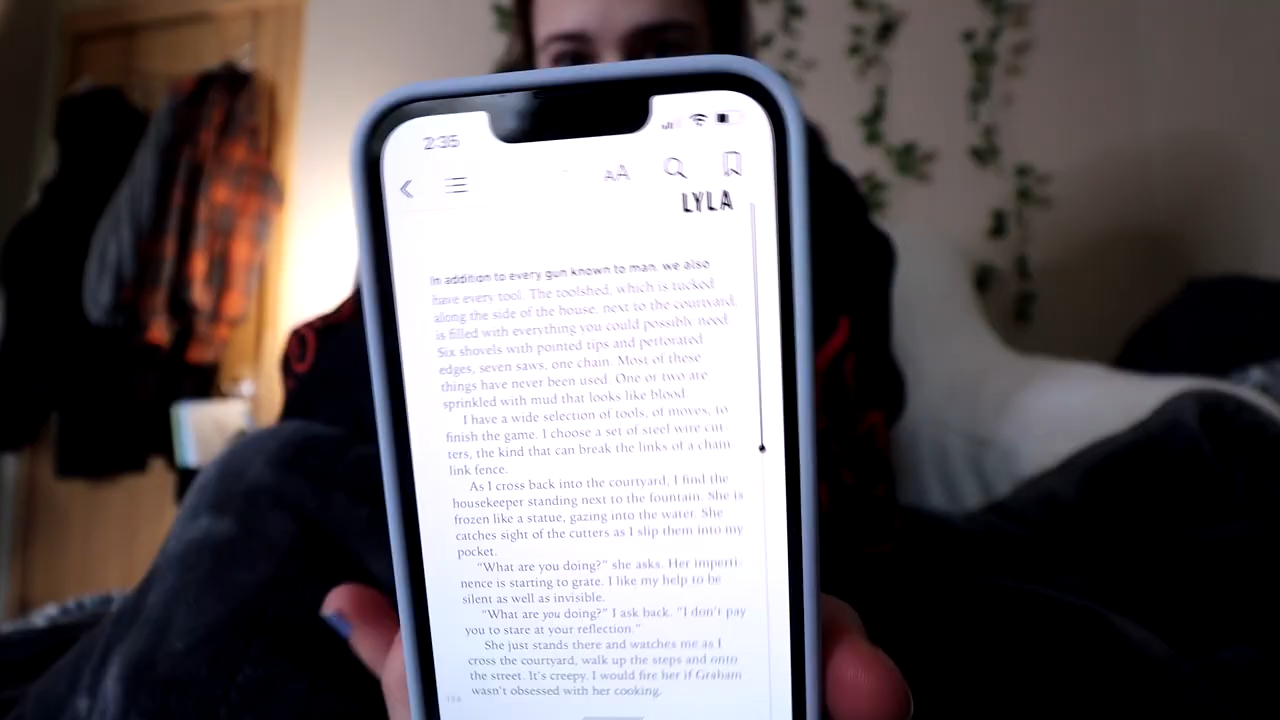 2:35
AA
LYLA
In addition to every gun known to man, we also
have every tool. The toolshed, which is tucked
along the side of the house, next to the courtyard,
is filled with everything you could possibly need.
Six shovels with pointed tips and perforated
edges, seven saws, one chain. Most of these
things have never been used. One or two are
sprinkled with mud that looks like blood.
I have a wide selection of tools, of moves, to
finish the game. I choose a set of steel wire cut-
ters, the kind that can break the links of a chain
link fence.
As I cross back into the courtyard, I find the
housekeeper standing next to the fountain. She is
frozen like a statue, gazing into the water. She
catches sight of the cutters as I slip them into my
pocket.
“What are you doing?” she asks. Her imperti-
nence is starting to grate. I like my help to be
silent as well as invisible.
“What are you doing?” I ask back. “I don't pay
you to stare at your reflection.”
She just stands there and watches me as I
cross the courtyard, walk up the steps and onto
the street. It's creepy. I would fire her if Graham
wasn't obsessed with her cooking.